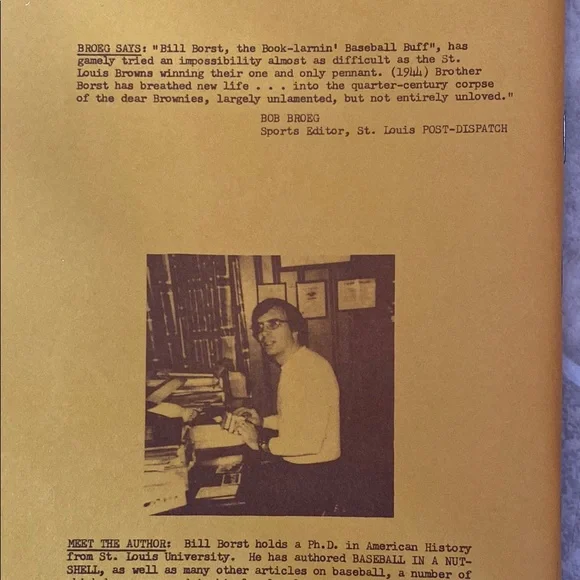 BROEG SAYS: "Bill Borst, the Book-larnin' Baseball Buff", has
gamely tried an impossibility almost as difficult as the St.
Louis Browns winning their one and only pennant. (1944) Brother
Borst has breathed new life . . . into the quarter-century corpse
of the dear Brownies, largely unlamented, but not entirely unloved."
BOB BROEG
Sports Editor, St. Louis POST-DISPATCH
MEET THE AUTHOR: Bill Borst holds a Ph.D. in American History
from St. Louis University. He has authored BASEBALL IN A NUT-
SHELL, as well as many other articles on baseball, a number of